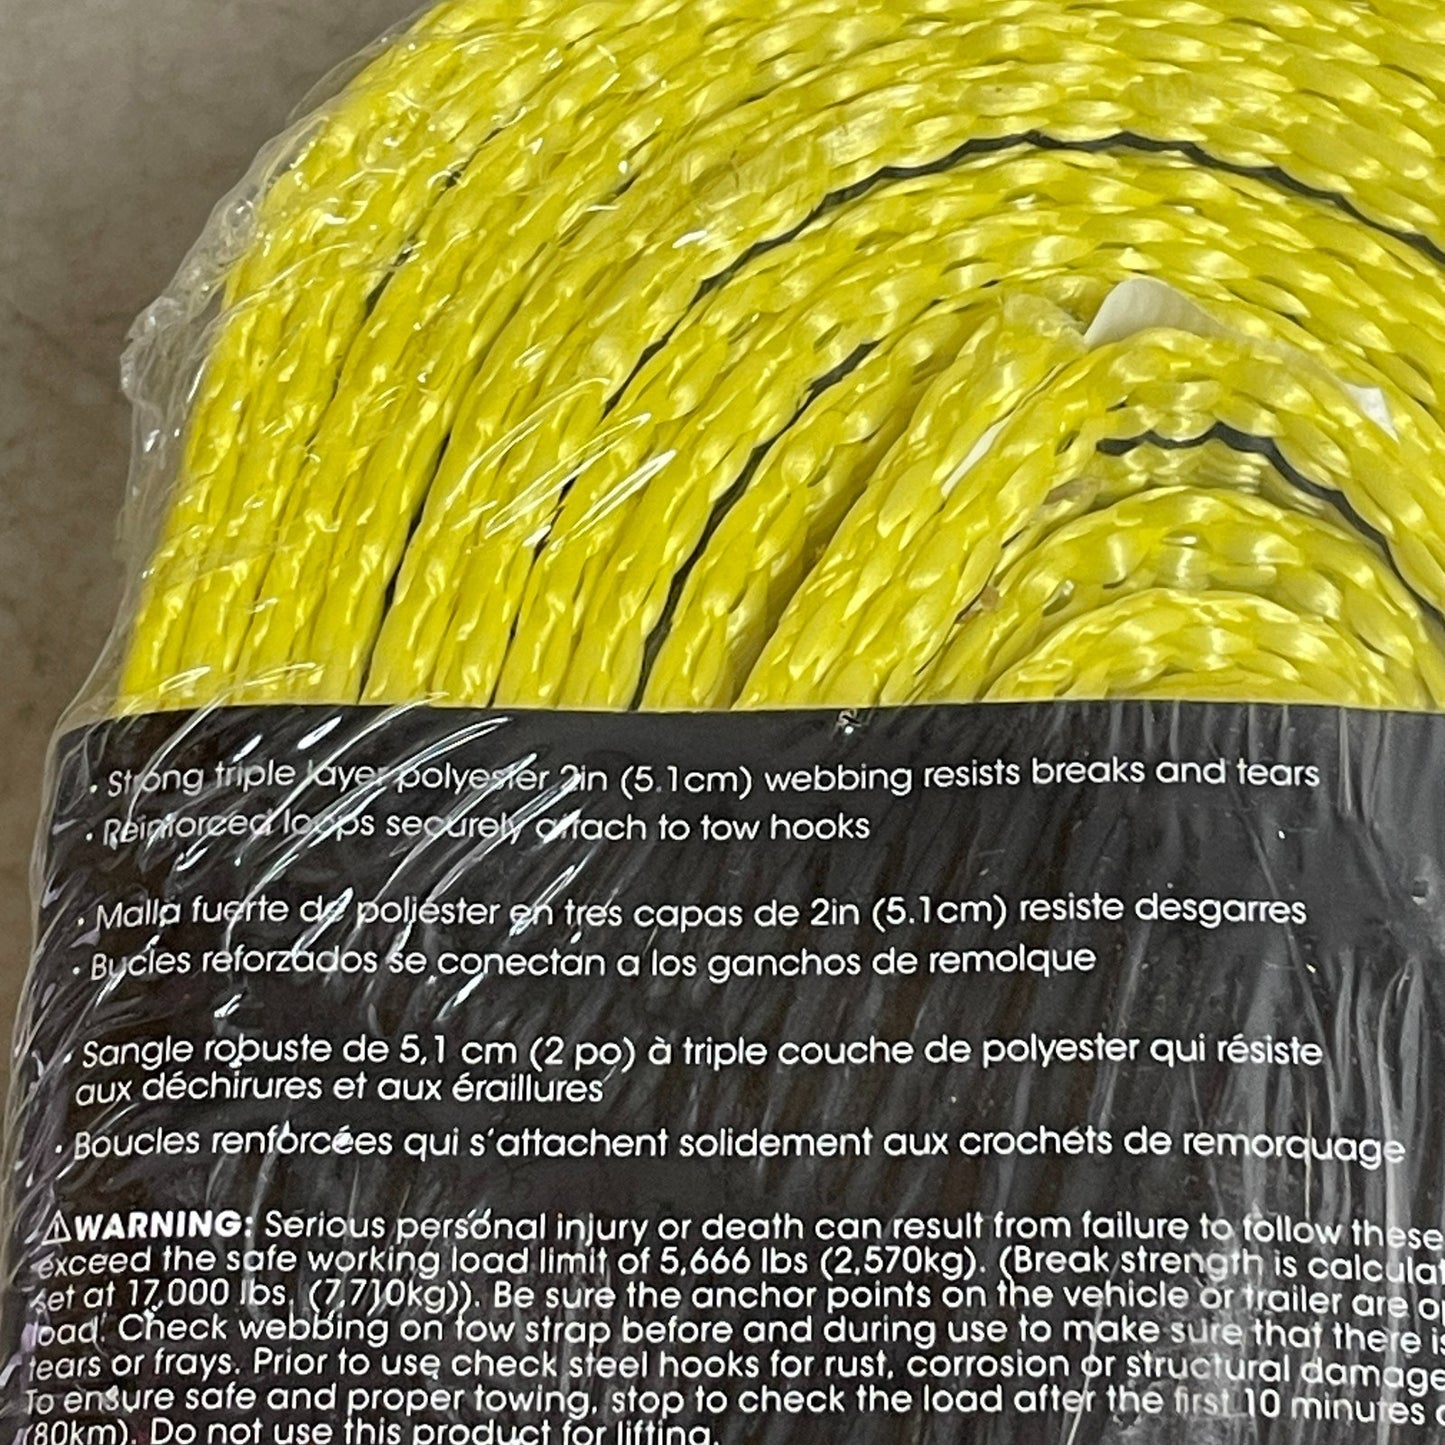 · Strong triple layer polyester 2in (5.1cm) webbing resists breaks and tears
· Reinforced loops securely attach to tow hooks
· Malla fuerte de poliéster en tres capas de 2in (5.1cm) resiste desgarres
· Bucles reforzados se conectan a los ganchos de remolque
· Sangle robuste de 5,1 cm (2 po) à triple couche de polyester qui résiste
aux déchirures et aux éraillures
· Boucles renforcées qui s'attachent solidement aux crochets de remorquage
⚠WARNING: Serious personal injury or death can result from failure to follow these
exceed the safe working load limit of 5,666 lbs (2,570kg). (Break strength is calculat
set at 17,000 lbs. (7,710kg)). Be sure the anchor points on the vehicle or trailer are
load. Check webbing on tow strap before and during use to make sure that there is
tears or frays. Prior to use check steel hooks for rust, corrosion or structural damage
To ensure safe and proper towing, stop to check the load after the first 10 minutes
(80km). Do not use this product for lifting.